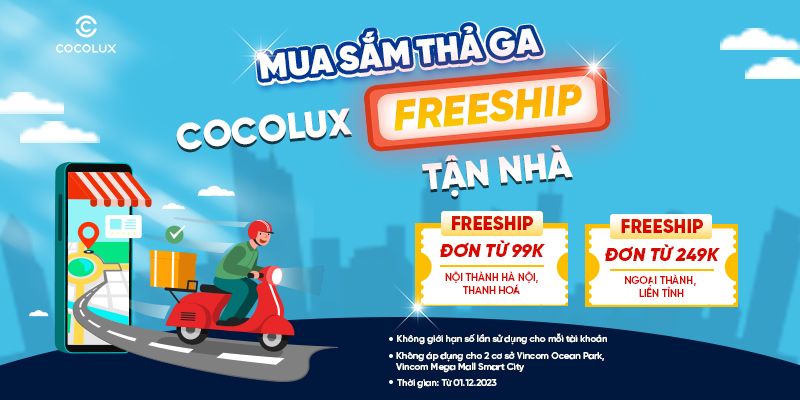 COCOLUX
MUA SẮM THẢ GA
COCOLUX FREESHIP
TẬN NHÀ
FREESHIP
ĐƠN TỪ 99K
NỘI THÀNH HÀ NỘI,
THANH HOÁ
FREESHIP
ĐƠN TỪ 249K
NGOẠI THÀNH,
LIÊN TỈNH
• Không giới hạn số lần sử dụng cho mỗi tài khoản
• Không áp dụng cho 2 cơ sở Vincom Ocean Park,
Vincom Mega Mall Smart City
• Thời gian: Từ 01.12.2023